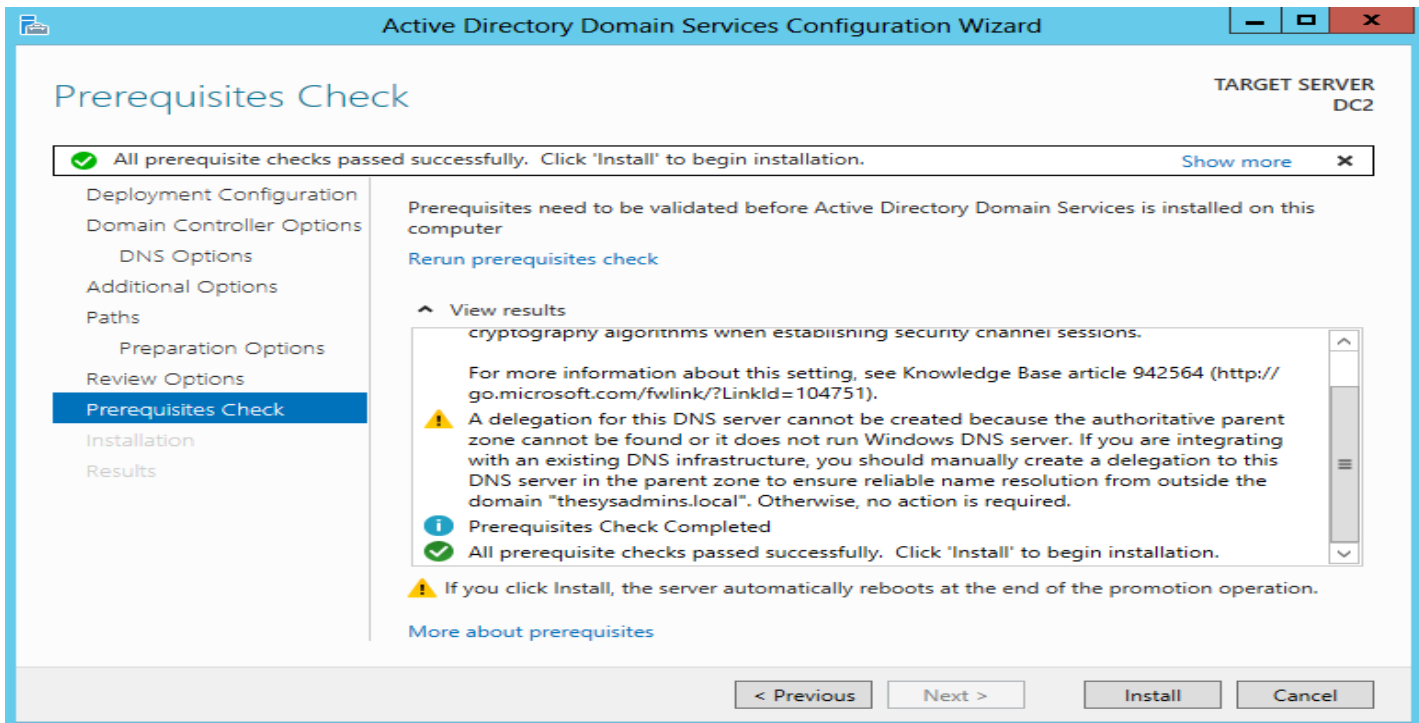 Active Directory Domain Services Configuration Wizard
Prerequisites Check
TARGET SERVER
DC2
All prerequisite checks passed successfully. Click 'Install' to begin installation.
Show more
Deployment Configuration
Domain Controller Options
DNS Options
Additional Options
Paths
Preparation Options
Review Options
Prerequisites Check
Installation
Results
Prerequisites need to be validated before Active Directory Domain Services is installed on this
computer
Rerun prerequisites check
View results
cryptography algorithms when establishing security channel sessions.
For more information about this setting, see Knowledge Base article 942564 (http://
go.microsoft.com/fwlink/?LinkId=104751).
A delegation for this DNS server cannot be created because the authoritative parent
zone cannot be found or it does not run Windows DNS server. If you are integrating
with an existing DNS infrastructure, you should manually create a delegation to this
DNS server in the parent zone to ensure reliable name resolution from outside the
domain "thesysadmins.local". Otherwise, no action is required.
Prerequisites Check Completed
All prerequisite checks passed successfully. Click 'Install' to begin installation.
If you click Install, the server automatically reboots at the end of the promotion operation.
More about prerequisites
< Previous
Next >
Install
Cancel